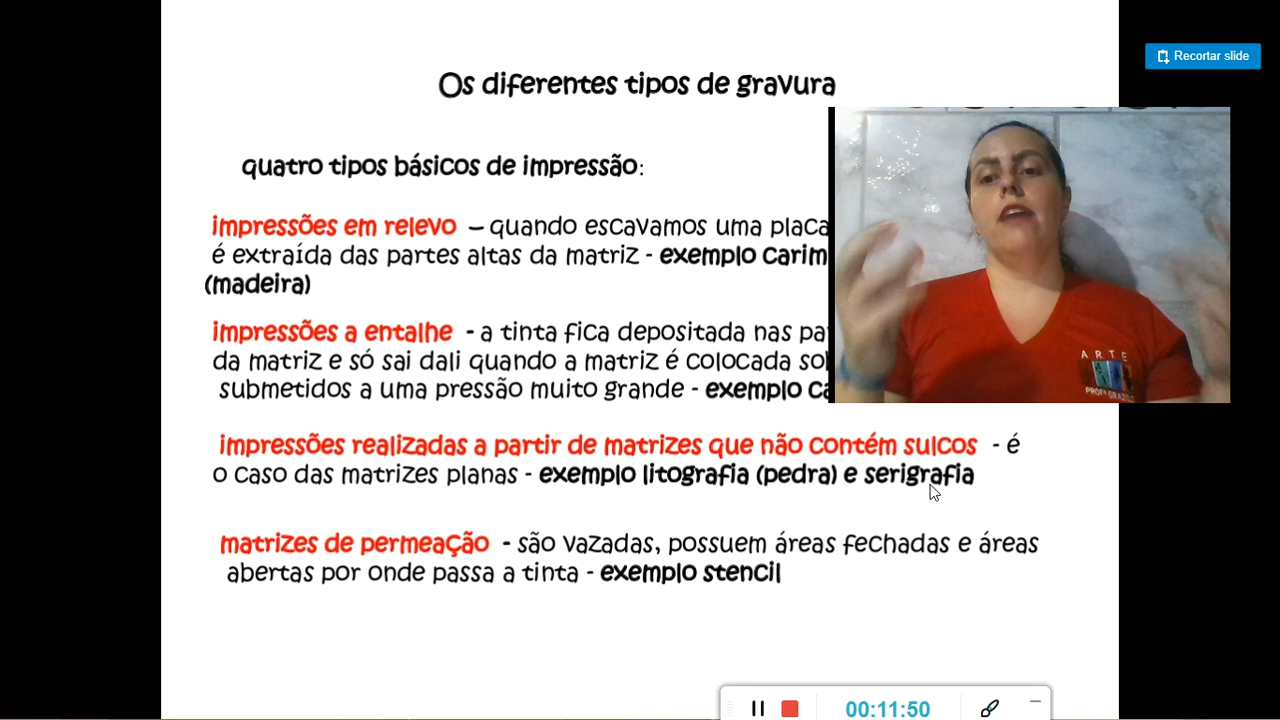 Recortar slide
Os diferentes tipos de gravura
quatro tipos básicos de impressão:
impressões em relevo – quando escavamos uma placa
é extraída das partes altas da matriz - exemplo carim
(madeira)
impressões a entalhe - a tinta fica depositada nas
da matriz e só sai dali quando a matriz é colocada
submetidos a uma pressão muito grande - exemplo
impressões realizadas a partir de matrizes que não contém sulcos - é
o caso das matrizes planas - exemplo litografia (pedra) e serigrafia
matrizes de permeação - são vazadas, possuem áreas fechadas e áreas
abertas por onde passa a tinta - exemplo stencil
ARTE
00:11:50